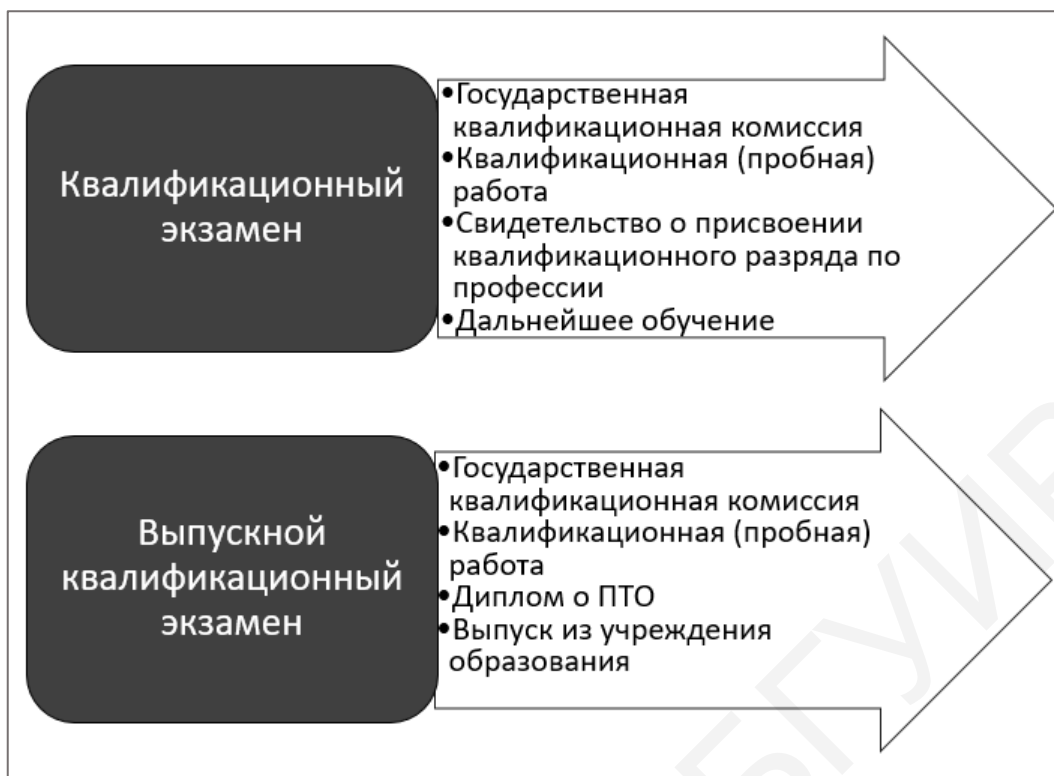 Квалификационный
экзамен
•Государственная
квалификационная комиссия
•Квалификационная (пробная)
работа
•Свидетельство о присвоении
квалификационного разряда по
профессии
•Дальнейшее обучение
Выпускной
квалификационный
экзамен
•Государственная
квалификационная комиссия
•Квалификационная (пробная)
работа
•Диплом о ПТО
•Выпуск из учреждения
образования